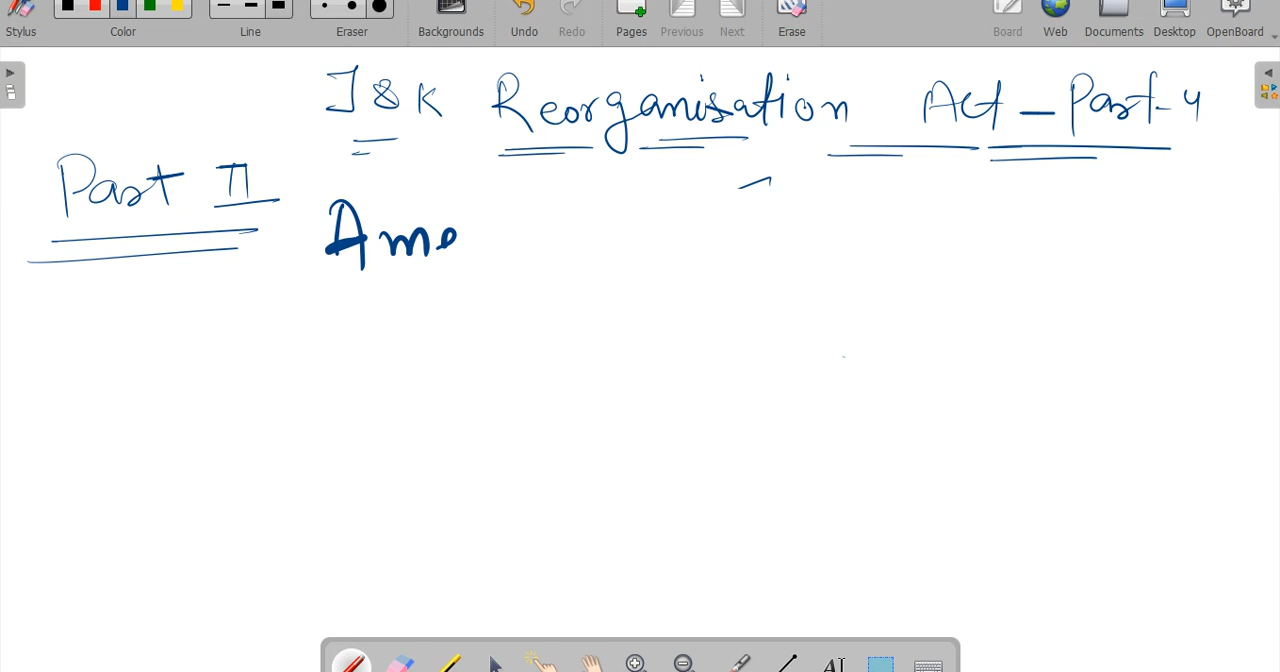 Stylus Color Line Eraser Backgrounds Undo Redo Pages Previous Next Erase Board Web Documents Desktop OpenBoard
J & K Reorganisation Act - Part-4
Part II
Ame